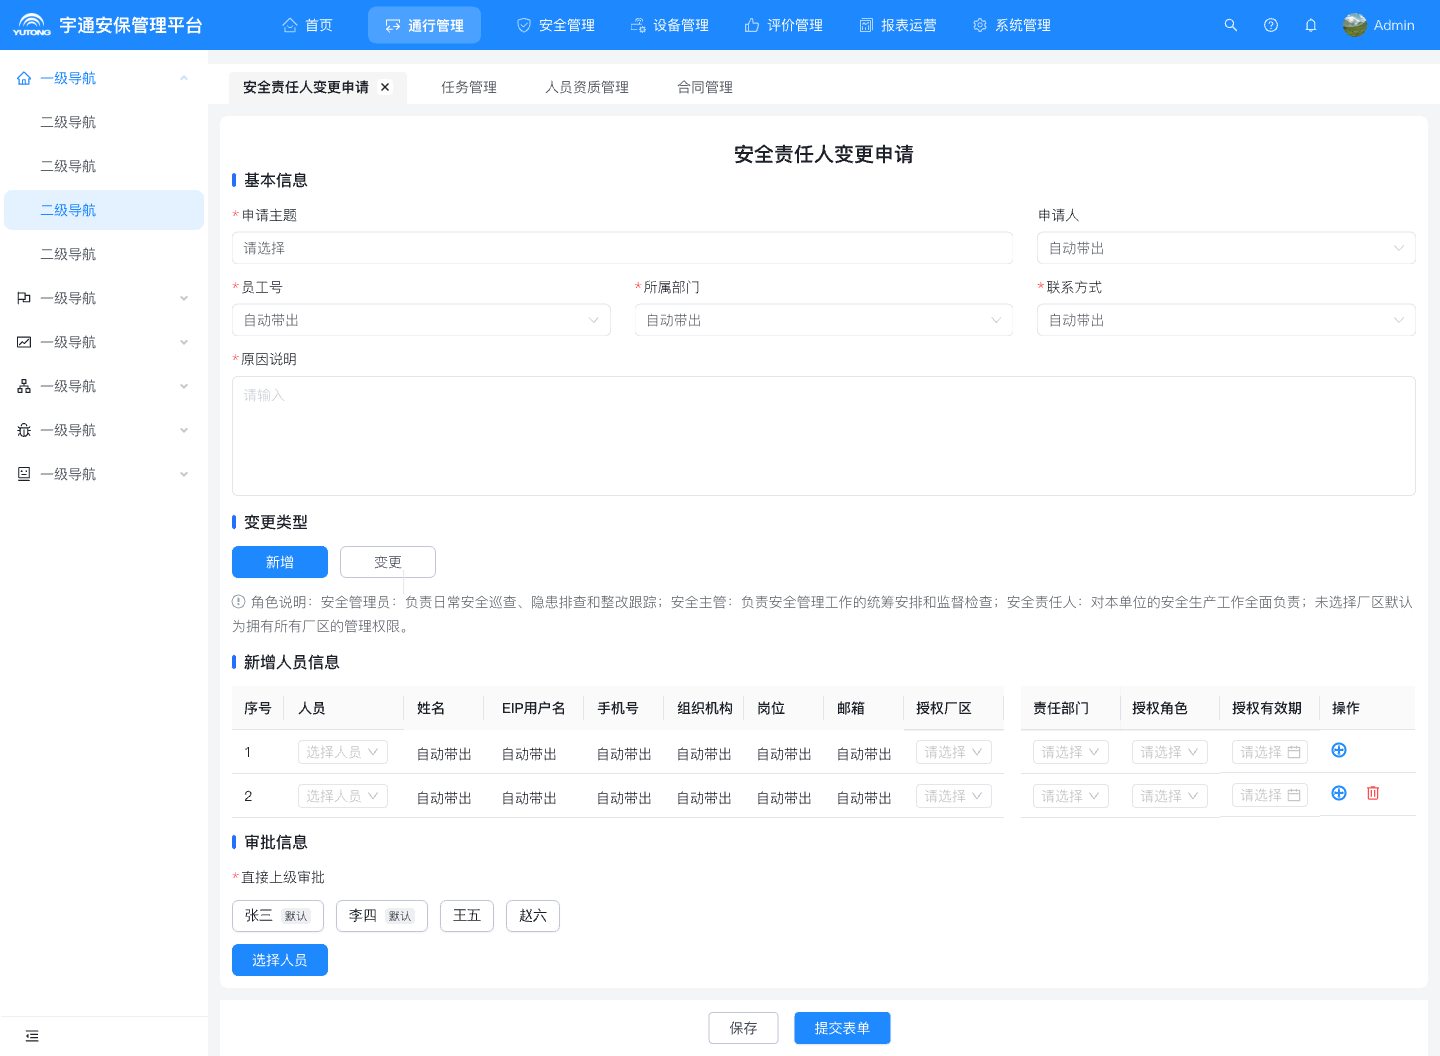 YUTONG 宇通安保管理平台 首页 通行管理 安全管理 设备管理 评价管理 报表运营 系统管理 Admin
一级导航
二级导航
二级导航
二级导航
二级导航
一级导航
一级导航
一级导航
一级导航
一级导航
安全责任人变更申请 任务管理 人员资质管理 合同管理
安全责任人变更申请
基本信息
*申请主题 申请人
请选择 自动带出
*员工号 *所属部门 *联系方式
自动带出 自动带出 自动带出
*原因说明
请输入
变更类型
新增 变更
角色说明：安全管理员：负责日常安全巡查、隐患排查和整改跟踪；安全主管：负责安全管理工作的统筹安排和监督检查；安全责任人：对本单位的安全生产工作全面负责；未选择厂区默认
为拥有所有厂区的管理权限。
新增人员信息
序号 人员 姓名 EIP用户名 手机号 组织机构 岗位 邮箱 授权厂区 责任部门 授权角色 授权有效期 操作
1 选择人员 自动带出 自动带出 自动带出 自动带出 自动带出 自动带出 请选择 请选择 请选择 请选择
2 选择人员 自动带出 自动带出 自动带出 自动带出 自动带出 自动带出 请选择 请选择 请选择 请选择
审批信息
*直接上级审批
张三 默认 李四 默认 王五 赵六
选择人员
保存 提交表单